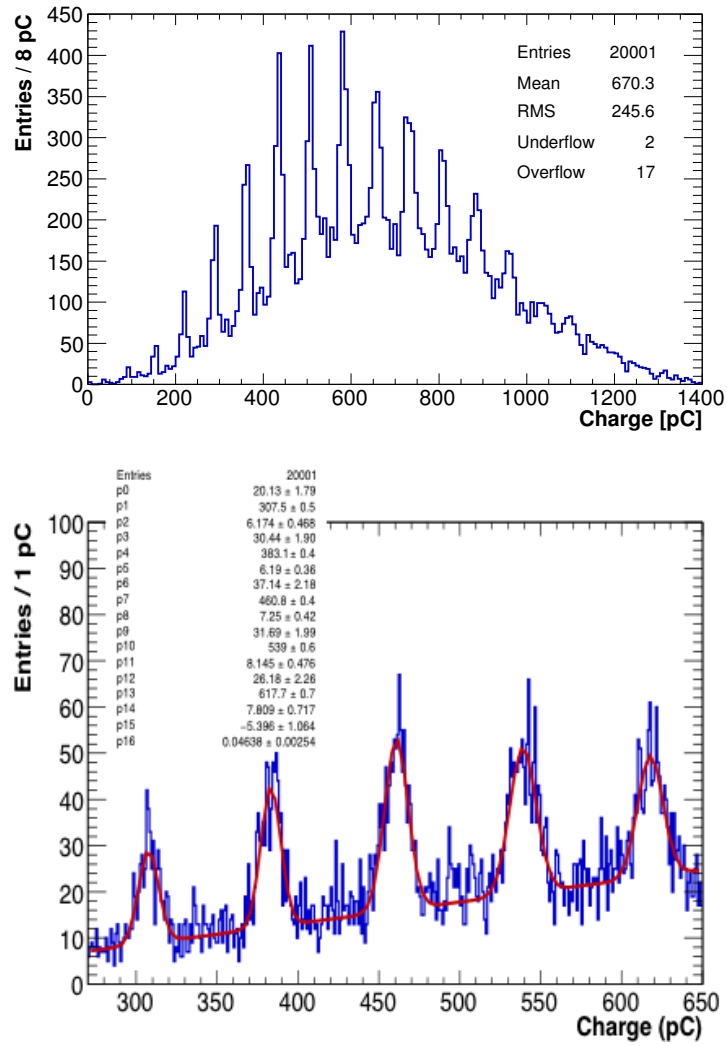 450
400
350
300
250
200
150
100
50
0
Entries / 8 pC
Entries 20001
Mean 670.3
RMS 245.6
Underflow 2
Overflow 17
0 200 400 600 800 1000 1200 1400
Charge [pC]
Entries 20001
p0 20.13 ± 1.79
p1 307.5 ± 0.5
p2 6.174 ± 0.468
p3 30.44 ± 1.90
p4 383.1 ± 0.4
p5 6.19 ± 0.36
p6 37.14 ± 2.18
p7 460.8 ± 0.4
p8 7.25 ± 0.42
p9 31.69 ± 1.99
p10 539 ± 0.6
p11 8.145 ± 0.476
p12 26.18 ± 2.26
p13 617.7 ± 0.7
p14 7.809 ± 0.717
p15 −5.396 ± 1.064
p16 0.04638 ± 0.00254
100
90
80
70
60
50
40
30
20
10
0
Entries / 1 pC
300 350 400 450 500 550 600 650
Charge (pC)